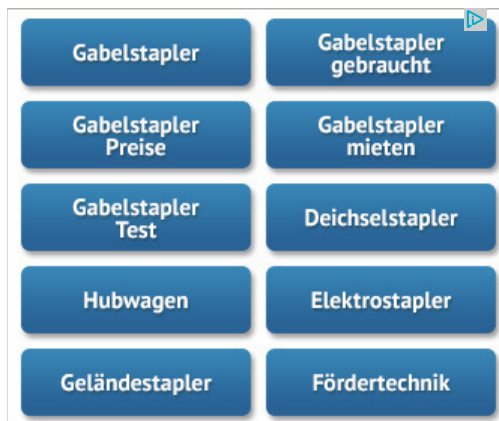 Gabelstapler
Gabelstapler
gebraucht
Gabelstapler
Preise
Gabelstapler
mieten
Gabelstapler
Test
Deichselstapler
Hubwagen
Elektrostapler
Geländestapler
Fördertechnik